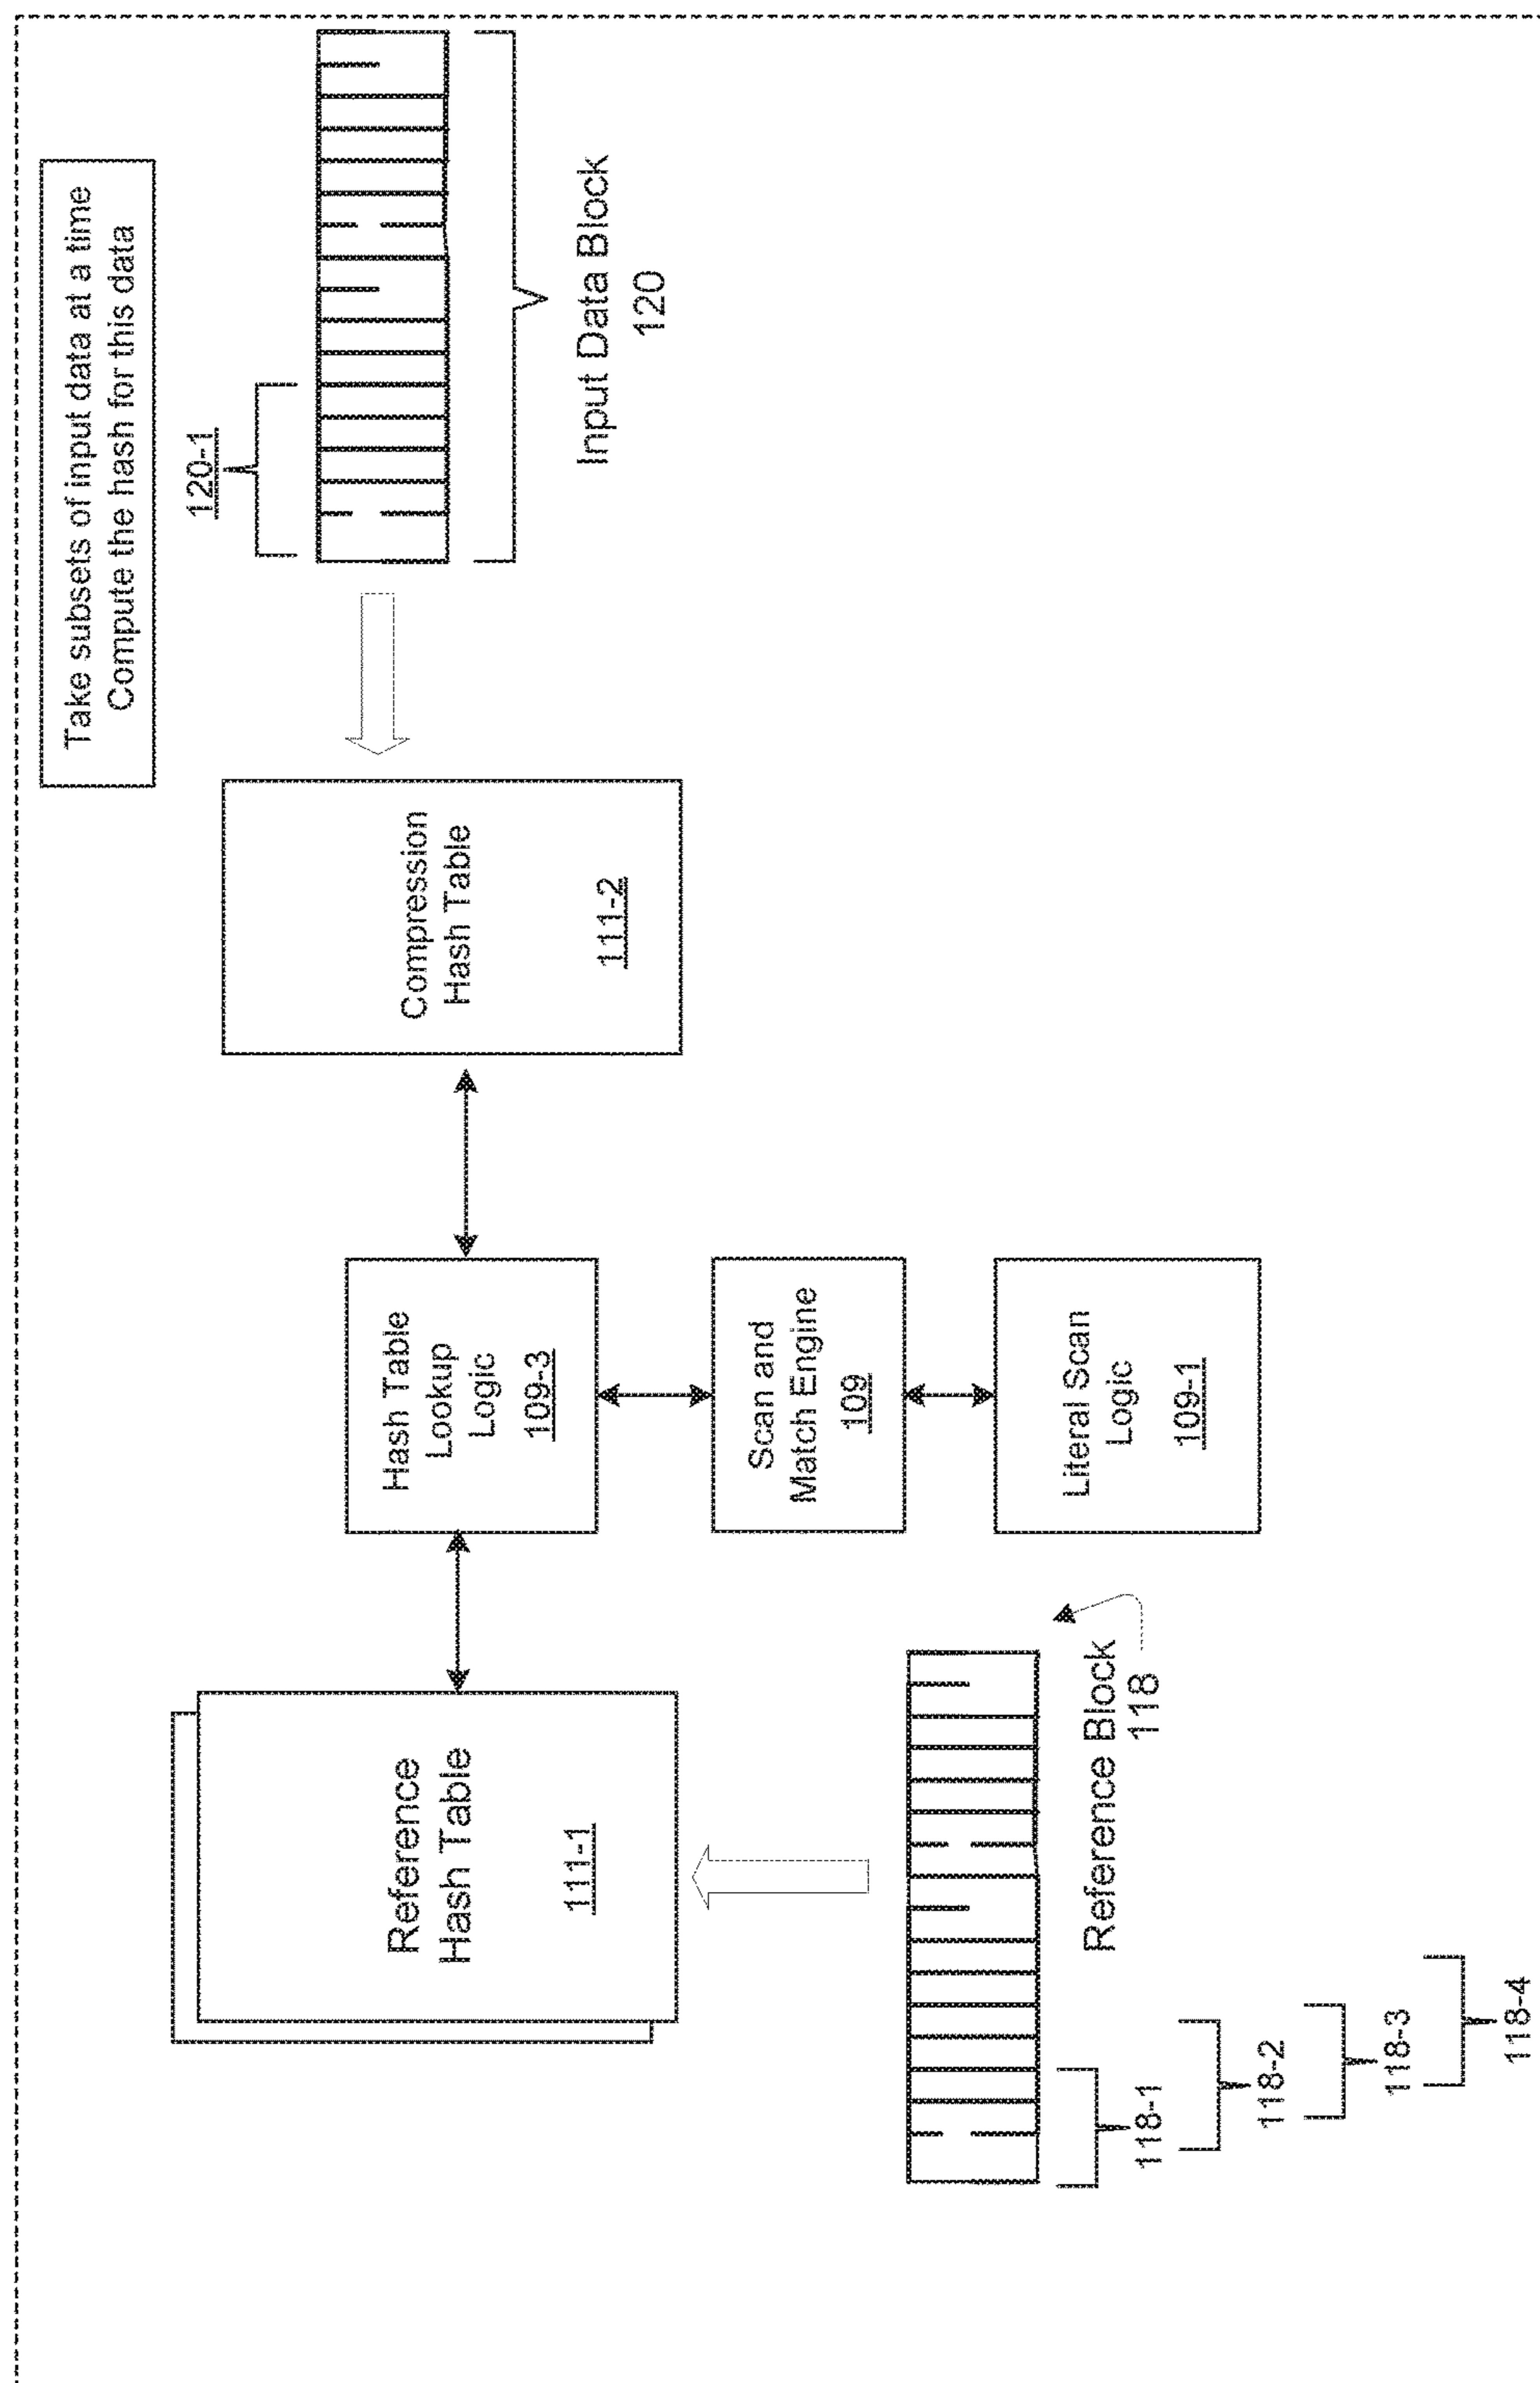 Take subsets of input data at a time
Compute the hash for this data
120-1
Input Data Block
120
Compression
Hash Table
111-2
Hash Table
Lookup
Logic
109-3
Scan and
Match Engine
109
Literal Scan
Logic
109-1
Reference
Hash Table
111-1
Reference Block
118
118-1
118-2
118-3
118-4